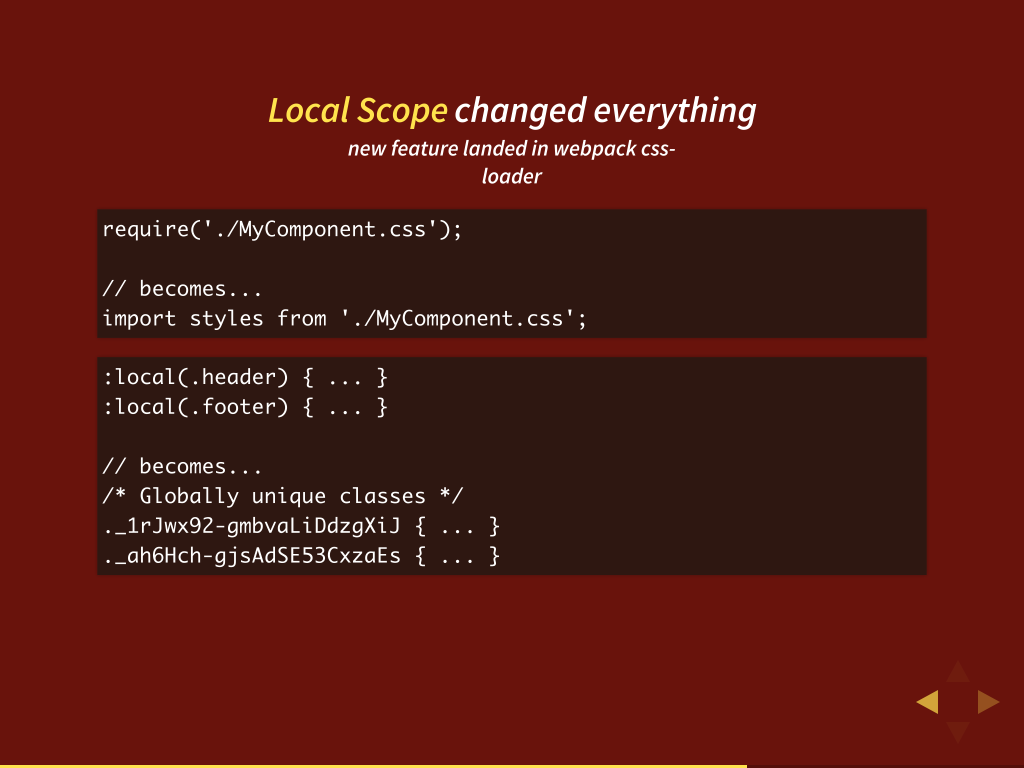 Local Scope changed everything
new feature landed in webpack css-
loader
require('./MyComponent.css');
// becomes...
import styles from './MyComponent.css';
:local(.header) { ... }
:local(.footer) { ... }
// becomes...
/* Globally unique classes */
._1rJwx92-gmbvaLiDdzgXiJ { ... }
._ah6Hch-gjsAdSE53CxzaEs { ... }